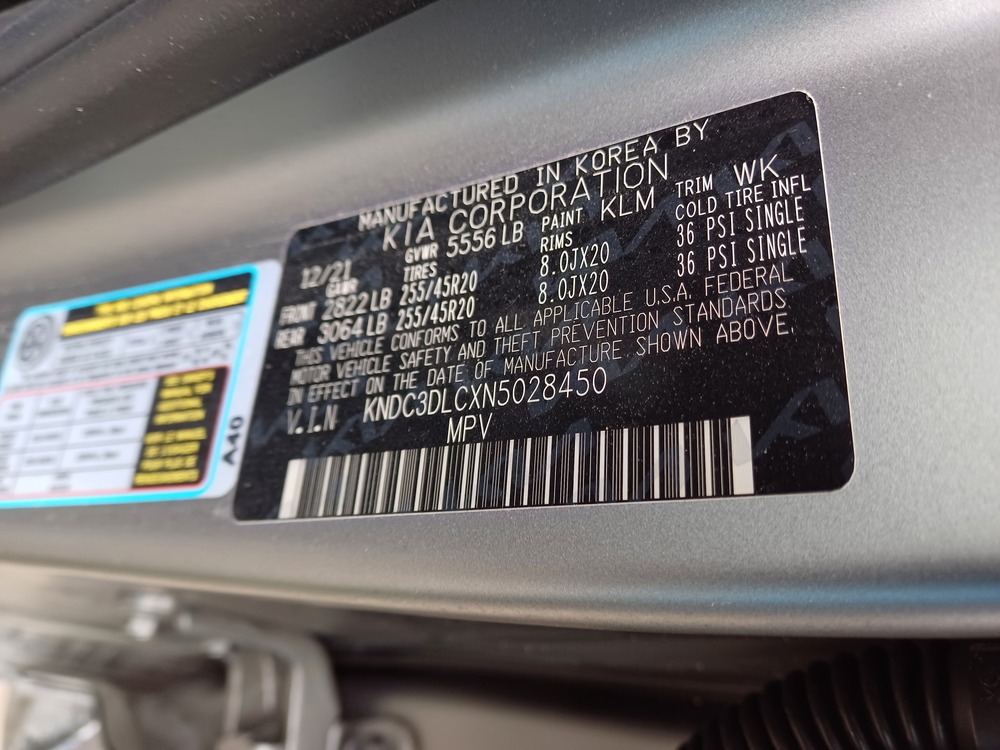 MANUFACTURED IN KOREA BY
KIA CORPORATION
12/21 GVWR 5556 LB PAINT KLM TRIM WK
GAWR TIRES RIMS COLD TIRE INFL
FRONT 2822 LB 255/45R20 8.0JX20 36 PSI SINGLE
REAR 3064 LB 255/45R20 8.0JX20 36 PSI SINGLE
THIS VEHICLE CONFORMS TO ALL APPLICABLE U.S.A. FEDERAL
MOTOR VEHICLE SAFETY AND THEFT PREVENTION STANDARDS
IN EFFECT ON THE DATE OF MANUFACTURE SHOWN ABOVE.
V.I.N KNDC3DLCXN5028450
MPV
A40